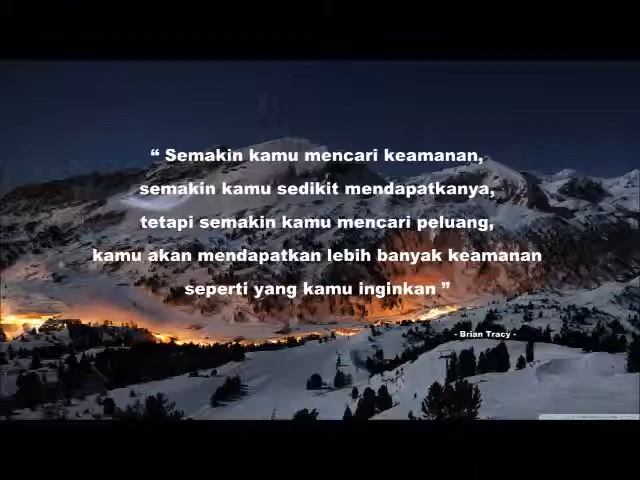 “ Semakin kamu mencari keamanan,
semakin kamu sedikit mendapatkanya,
tetapi semakin kamu mencari peluang,
kamu akan mendapatkan lebih banyak keamanan
seperti yang kamu inginkan ”
- Brian Tracy -